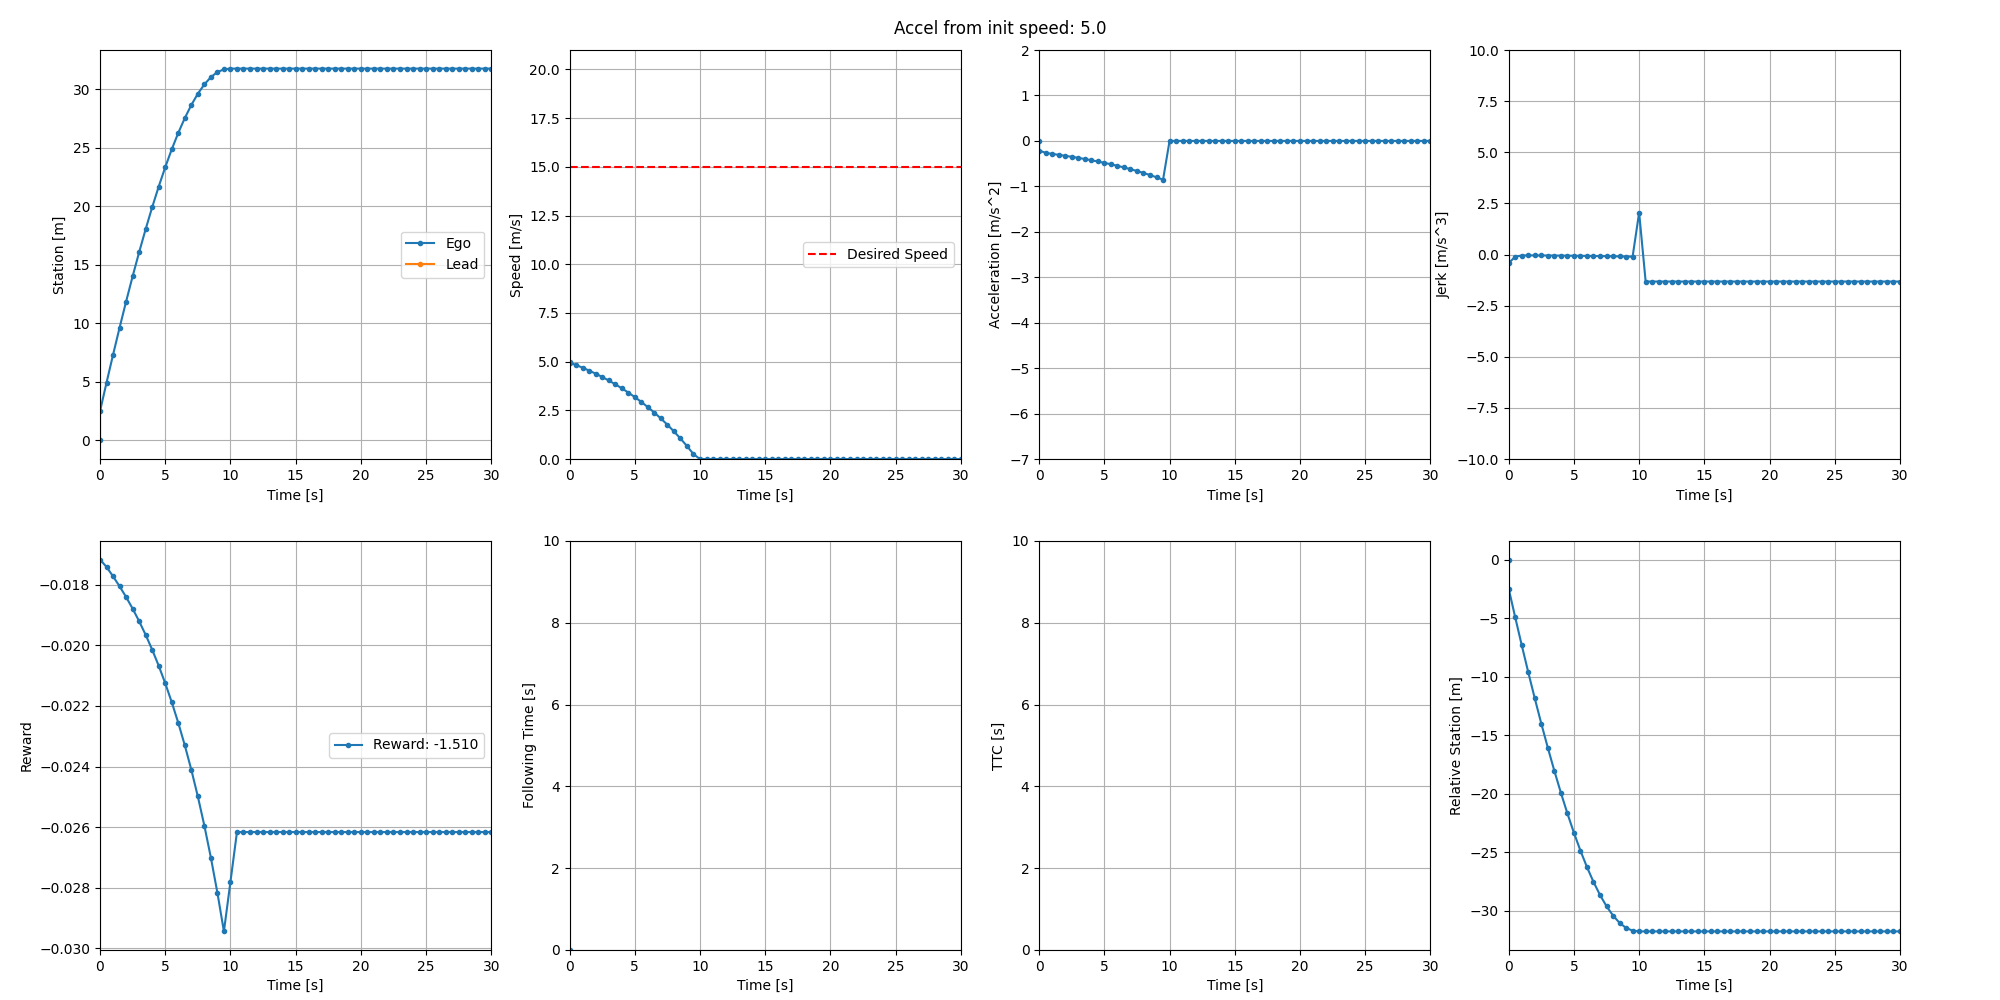 Accel from init speed: 5.0
Station [m]
30
25
20
15
10
5
0
Ego
Lead
0 5 10 15 20 25 30
Time [s]
Speed [m/s]
20.0
17.5
15.0
12.5
10.0
7.5
5.0
2.5
0.0
Desired Speed
0 5 10 15 20 25 30
Time [s]
Acceleration [m/s^2]
2
1
0
−1
−2
−3
−4
−5
−6
−7
0 5 10 15 20 25 30
Time [s]
Jerk [m/s^3]
10.0
7.5
5.0
2.5
0.0
−2.5
−5.0
−7.5
−10.0
0 5 10 15 20 25 30
Time [s]
Reward
−0.018
−0.020
−0.022
−0.024
−0.026
−0.028
−0.030
Reward: -1.510
0 5 10 15 20 25 30
Time [s]
Following Time [s]
10
8
6
4
2
0
0 5 10 15 20 25 30
Time [s]
TTC [s]
10
8
6
4
2
0
0 5 10 15 20 25 30
Time [s]
Relative Station [m]
0
−5
−10
−15
−20
−25
−30
0 5 10 15 20 25 30
Time [s]